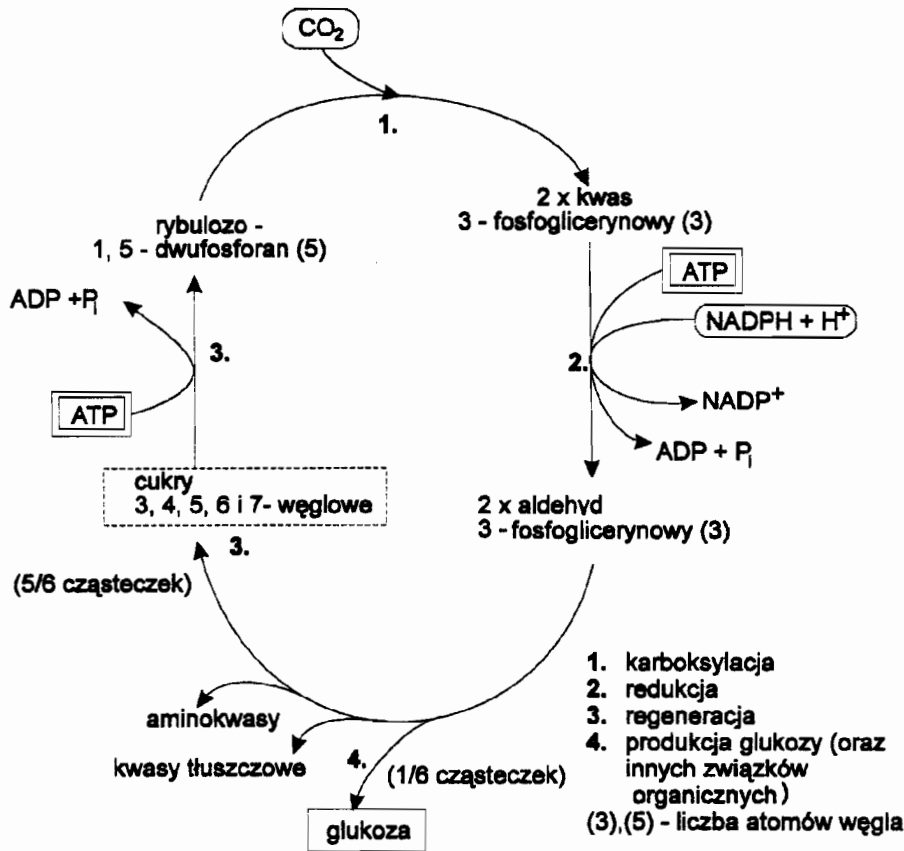 CO₂
1.
2 x kwas
3 - fosfoglicerynowy (3)
rybulozo -
1, 5 - dwufosforan (5)
ATP
ADP +Pi
NADPH + H⁺
3.
2.
NADP⁺
ATP
ADP + Pi
cukry
3, 4, 5, 6 i 7- węglowe
2 x aldehyd
3 - fosfoglicerynowy (3)
3.
(5/6 cząsteczek)
aminokwasy
kwasy tłuszczowe
4.
(1/6 cząsteczek)
glukoza
1. karboksylacja
2. redukcja
3. regeneracja
4. produkcja glukozy (oraz
innych związków
organicznych )
(3),(5) - liczba atomów węgla